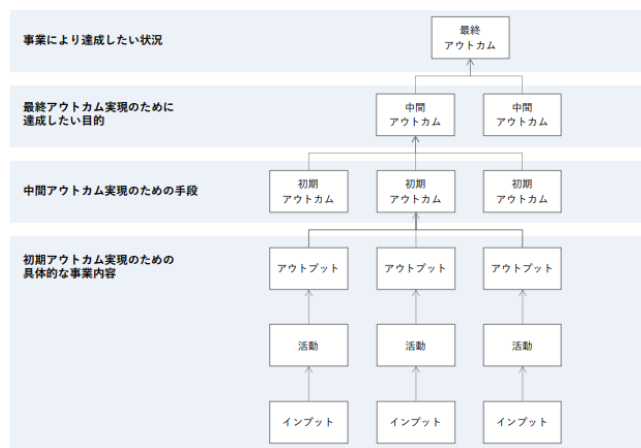 事業により達成したい状況
最終
アウトカム
最終アウトカム実現のために
達成したい目的
中間
アウトカム
中間
アウトカム
中間アウトカム実現のための手段
初期
アウトカム
初期
アウトカム
初期
アウトカム
初期アウトカム実現のための
具体的な事業内容
アウトプット
アウトプット
アウトプット
活動
活動
活動
インプット
インプット
インプット